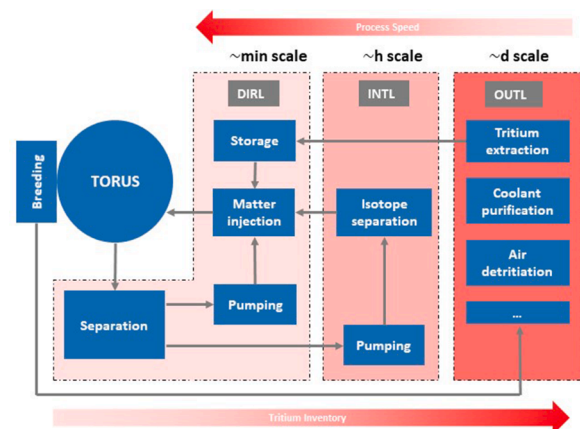 Process Speed
~min scale
~h scale
~d scale
DIRL
INTL
OUTL
Storage
Tritium
extraction
Breeding
TORUS
Matter
injection
Isotope
separation
Coolant
purification
Air
detritiation
Separation
Pumping
...
Pumping
Tritium Inventory